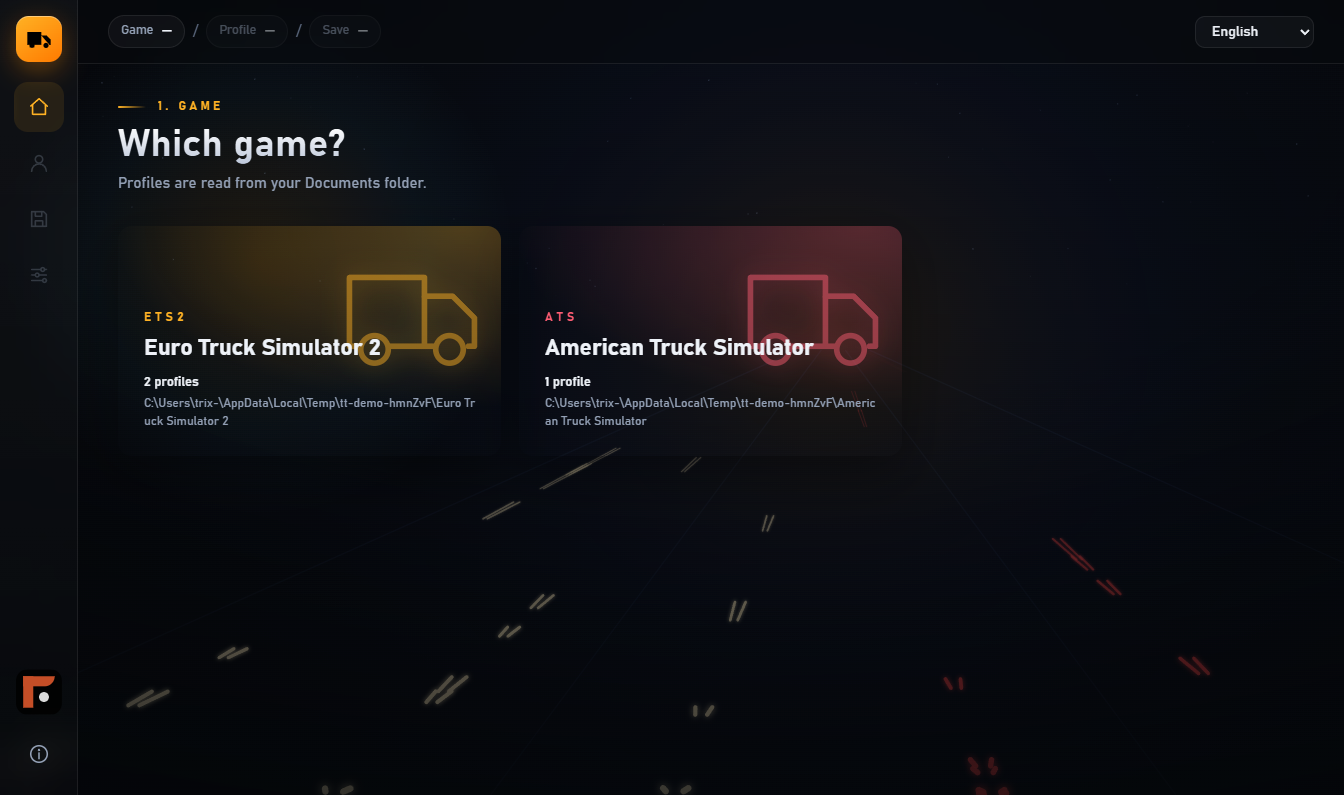 Game —
/
Profile —
/
Save —
English
1. GAME
Which game?
Profiles are read from your Documents folder.
ETS2
Euro Truck Simulator 2
2 profiles
C:\Users\trix-\AppData\Local\Temp\tt-demo-hmnZvF\Euro Tr
uck Simulator 2
ATS
American Truck Simulator
1 profile
C:\Users\trix-\AppData\Local\Temp\tt-demo-hmnZvF\Americ
an Truck Simulator